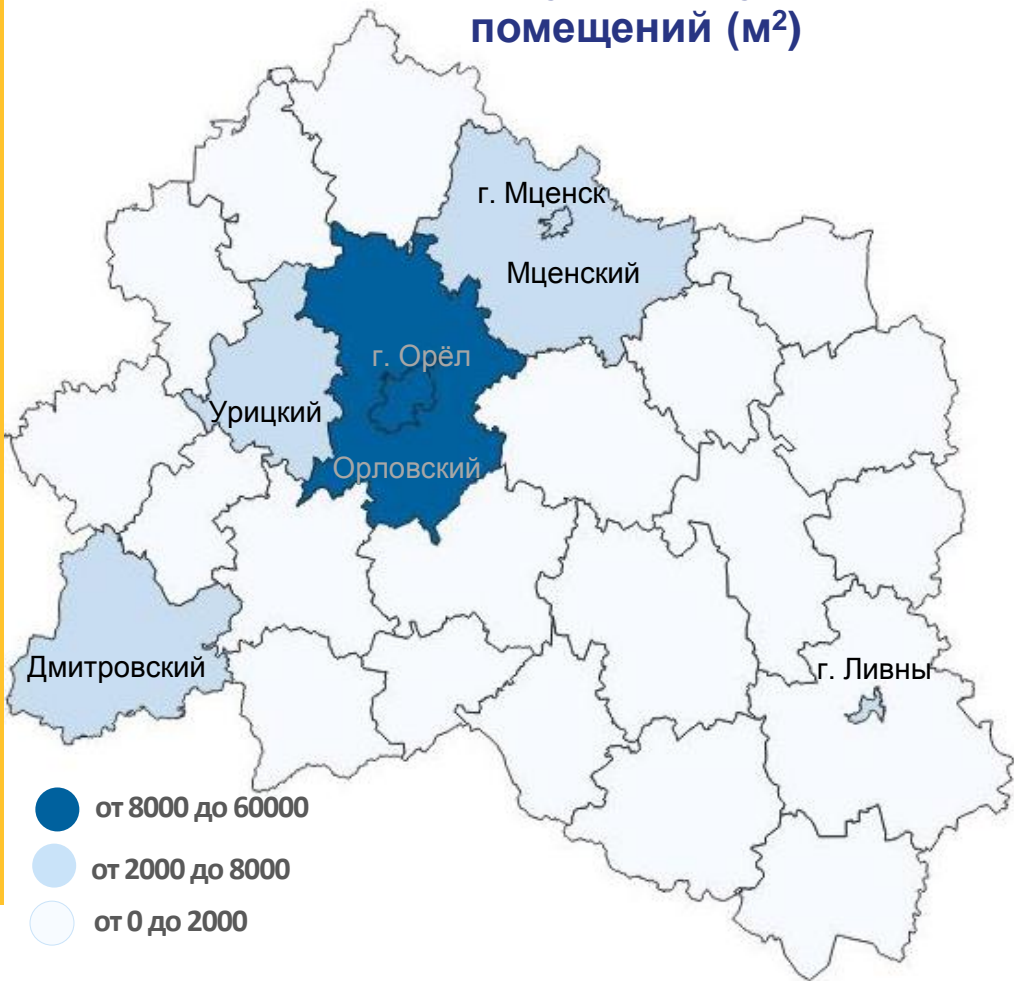 помещений (м²)
г. Мценск
Мценский
г. Орёл
Урицкий
Орловский
Дмитровский
г. Ливны
от 8000 до 60000
от 2000 до 8000
от 0 до 2000